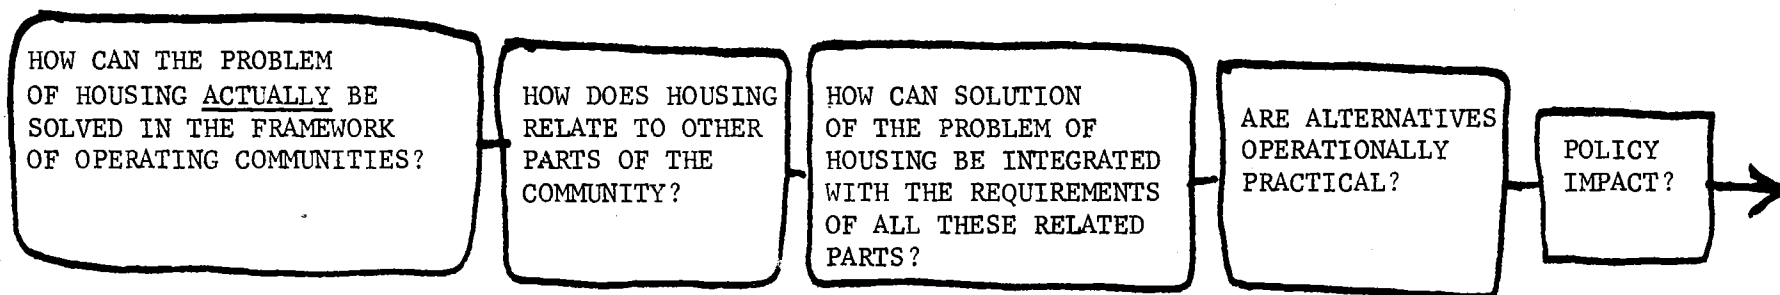 HOW CAN THE PROBLEM
OF HOUSING ACTUALLY BE
SOLVED IN THE FRAMEWORK
OF OPERATING COMMUNITIES?
HOW DOES HOUSING
RELATE TO OTHER
PARTS OF THE
COMMUNITY?
HOW CAN SOLUTION
OF THE PROBLEM OF
HOUSING BE INTEGRATED
WITH THE REQUIREMENTS
OF ALL THESE RELATED
PARTS?
ARE ALTERNATIVES
OPERATIONALLY
PRACTICAL?
POLICY
IMPACT?